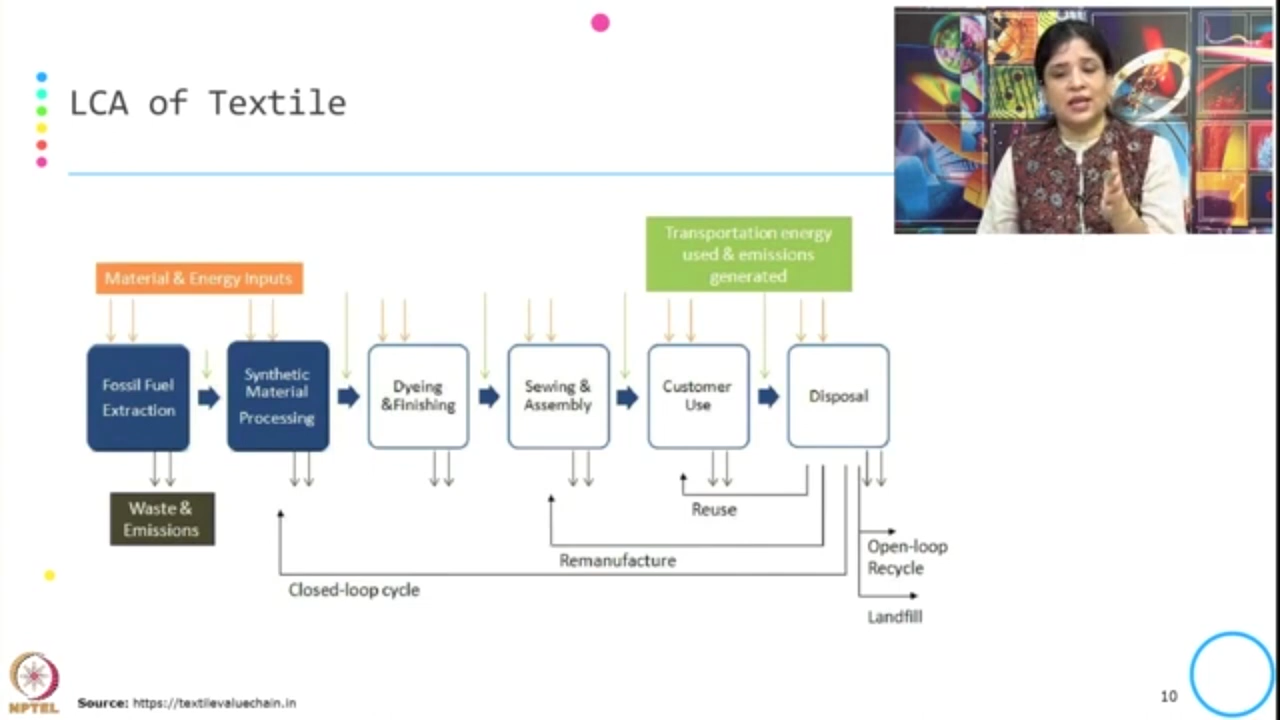 LCA of Textile
Transportation energy
used & emissions
generated
Material & Energy Inputs
Fossil Fuel
Extraction
Synthetic
Material
Processing
Dyeing
&Finishing
Sewing &
Assembly
Customer
Use
Disposal
Waste &
Emissions
Reuse
Remanufacture
Closed-loop cycle
Open-loop
Recycle
Landfill
NPTEL
Source: https://textilevaluechain.in
10